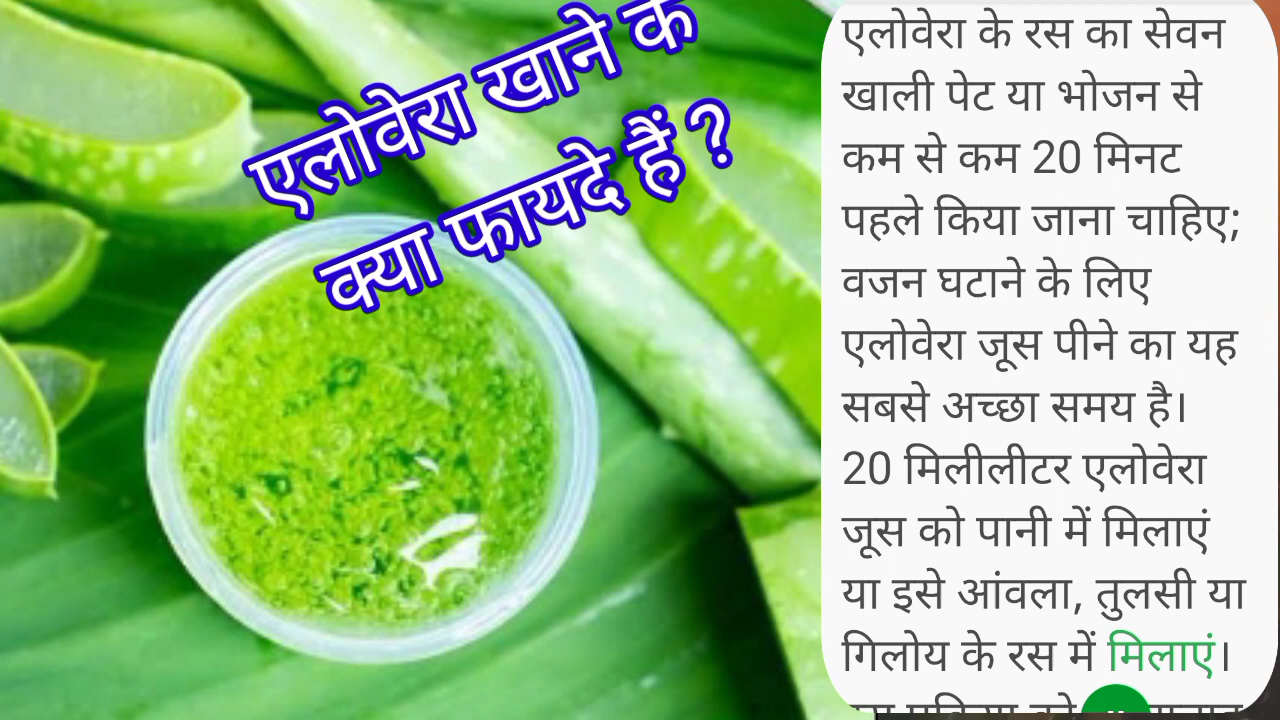 एलोवेरा खाने के
क्या फायदे हैं ?
एलोवेरा के रस का सेवन
खाली पेट या भोजन से
कम से कम 20 मिनट
पहले किया जाना चाहिए;
वजन घटाने के लिए
एलोवेरा जूस पीने का यह
सबसे अच्छा समय है।
20 मिलीलीटर एलोवेरा
जूस को पानी में मिलाएं
या इसे आंवला, तुलसी या
गिलोय के रस में मिलाएं।